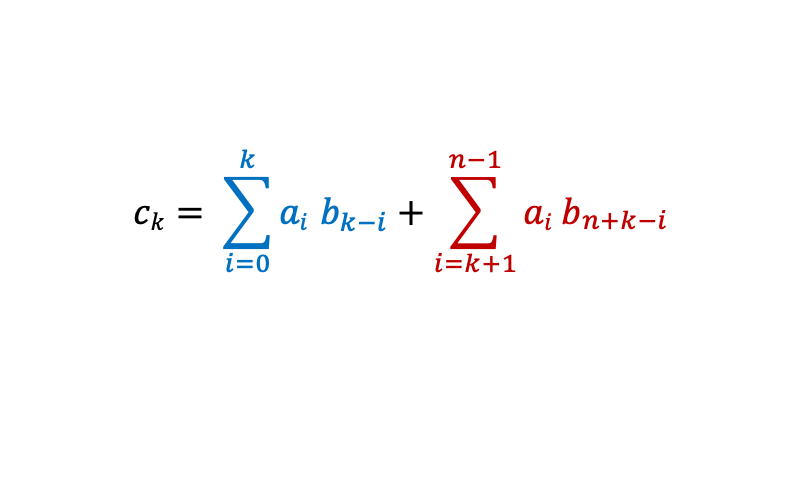 c_k = \sum_{i=0}^{k} a_i b_{k-i} + \sum_{i=k+1}^{n-1} a_i b_{n+k-i}